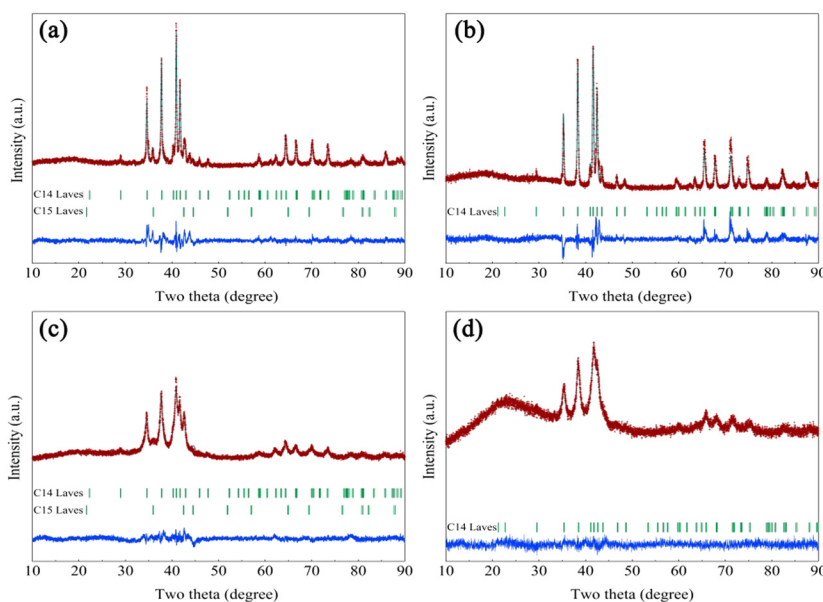 (a)
Intensity (a.u.)
C14 Laves
C15 Laves
10 20 30 40 50 60 70 80 90
Two theta (degree)
(b)
Intensity (a.u.)
C14 Laves
10 20 30 40 50 60 70 80 90
Two theta (degree)
(c)
Intensity (a.u.)
C14 Laves
C15 Laves
10 20 30 40 50 60 70 80 90
Two theta (degree)
(d)
Intensity (a.u.)
C14 Laves
10 20 30 40 50 60 70 80 90
Two theta (degree)